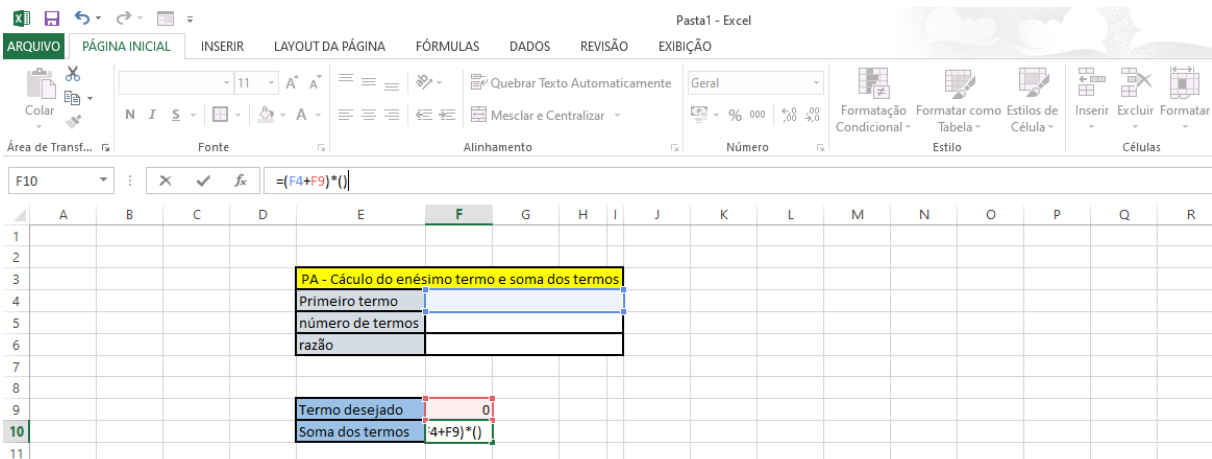 Pasta1 - Excel
ARQUIVO PÁGINA INICIAL INSERIR LAYOUT DA PÁGINA FÓRMULAS DADOS REVISÃO EXIBIÇÃO
11 A A Quebrar Texto Automaticamente Geral
Colar N I S A Mesclar e Centralizar % 000 Formatação Condicional Formatar como Tabela Estilos de Célula Inserir Excluir Formatar
Área de Transf... Fonte Alinhamento Número Estilo Células
F10 fx =(F4+F9)*()
A B C D E F G H I J K L M N O P Q R
1
2
3 PA - Cáculo do enésimo termo e soma dos termos
4 Primeiro termo
5 número de termos
6 razão
7
8
9 Termo desejado 0
10 Soma dos termos 4+F9)*()
11